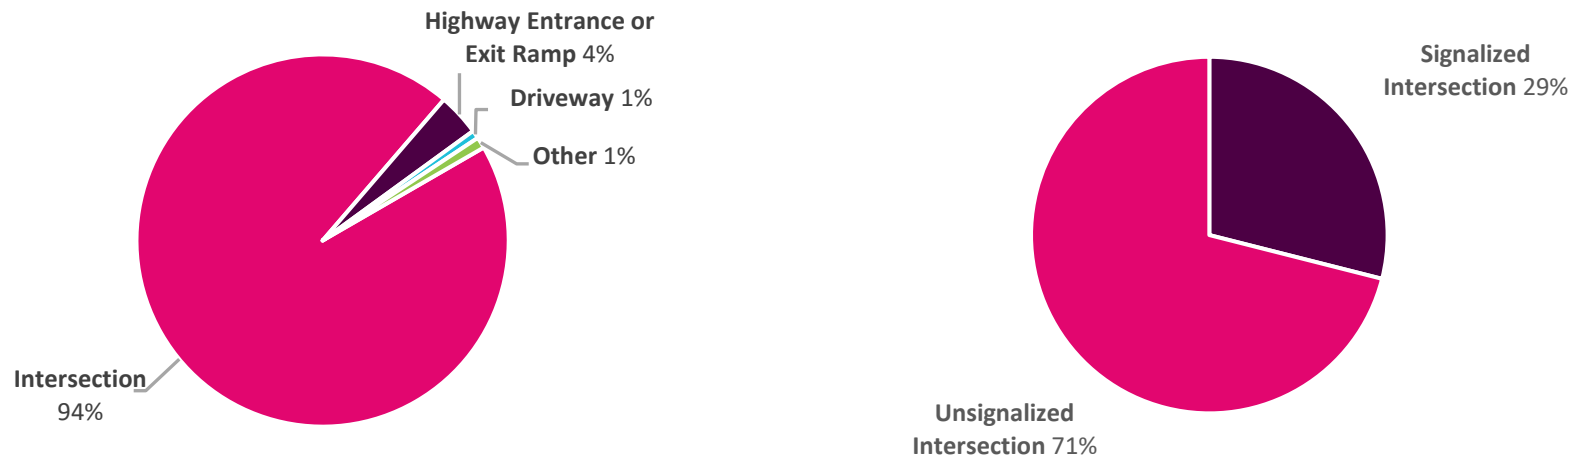 Highway Entrance or
Exit Ramp 4%
Driveway 1%
Other 1%
Intersection
94%
Signalized
Intersection 29%
Unsignalized
Intersection 71%